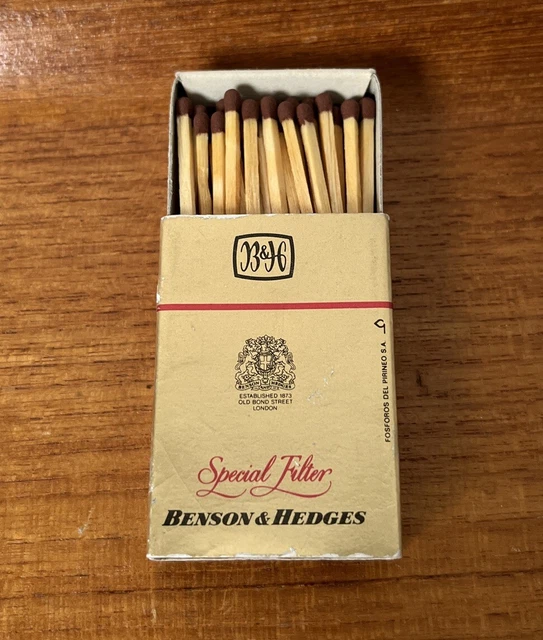 B&H
ESTABLISHED 1873
OLD BOND STREET
LONDON
FOSFOROS DEL PIRINEO S.A.
Special Filter
BENSON & HEDGES